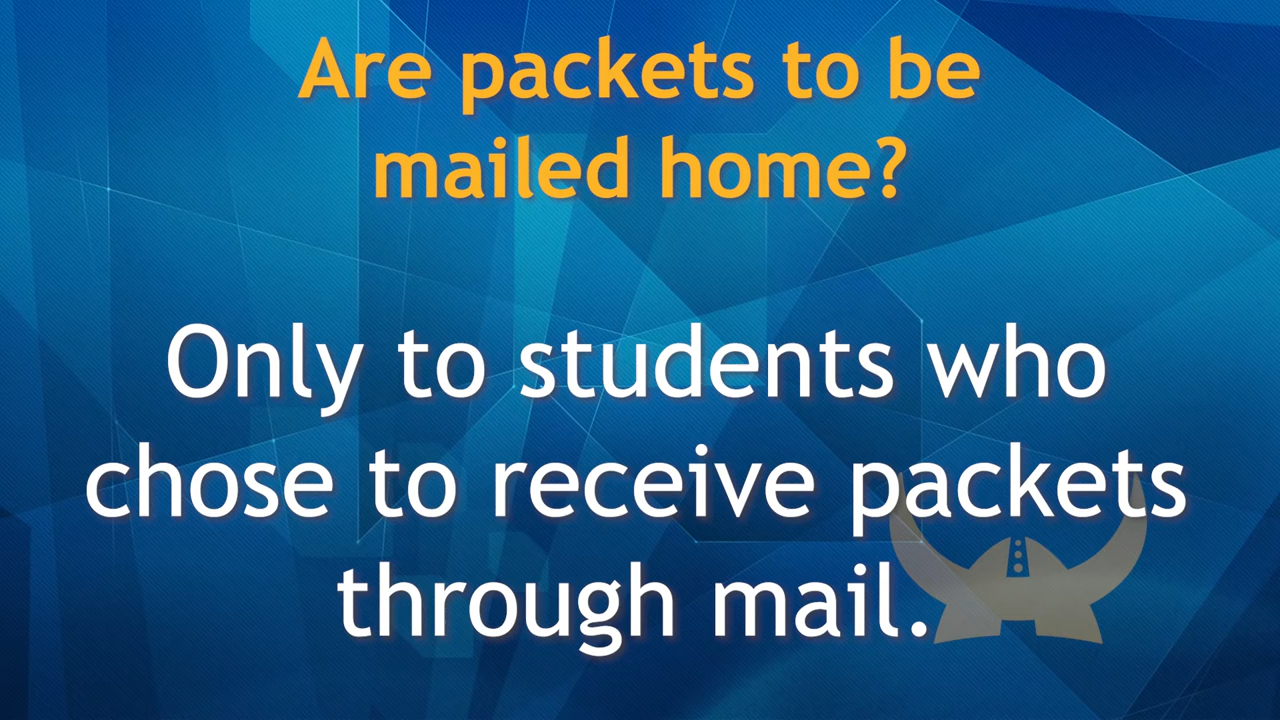 Are packets to be
mailed home?
Only to students who
chose to receive packets
through mail.